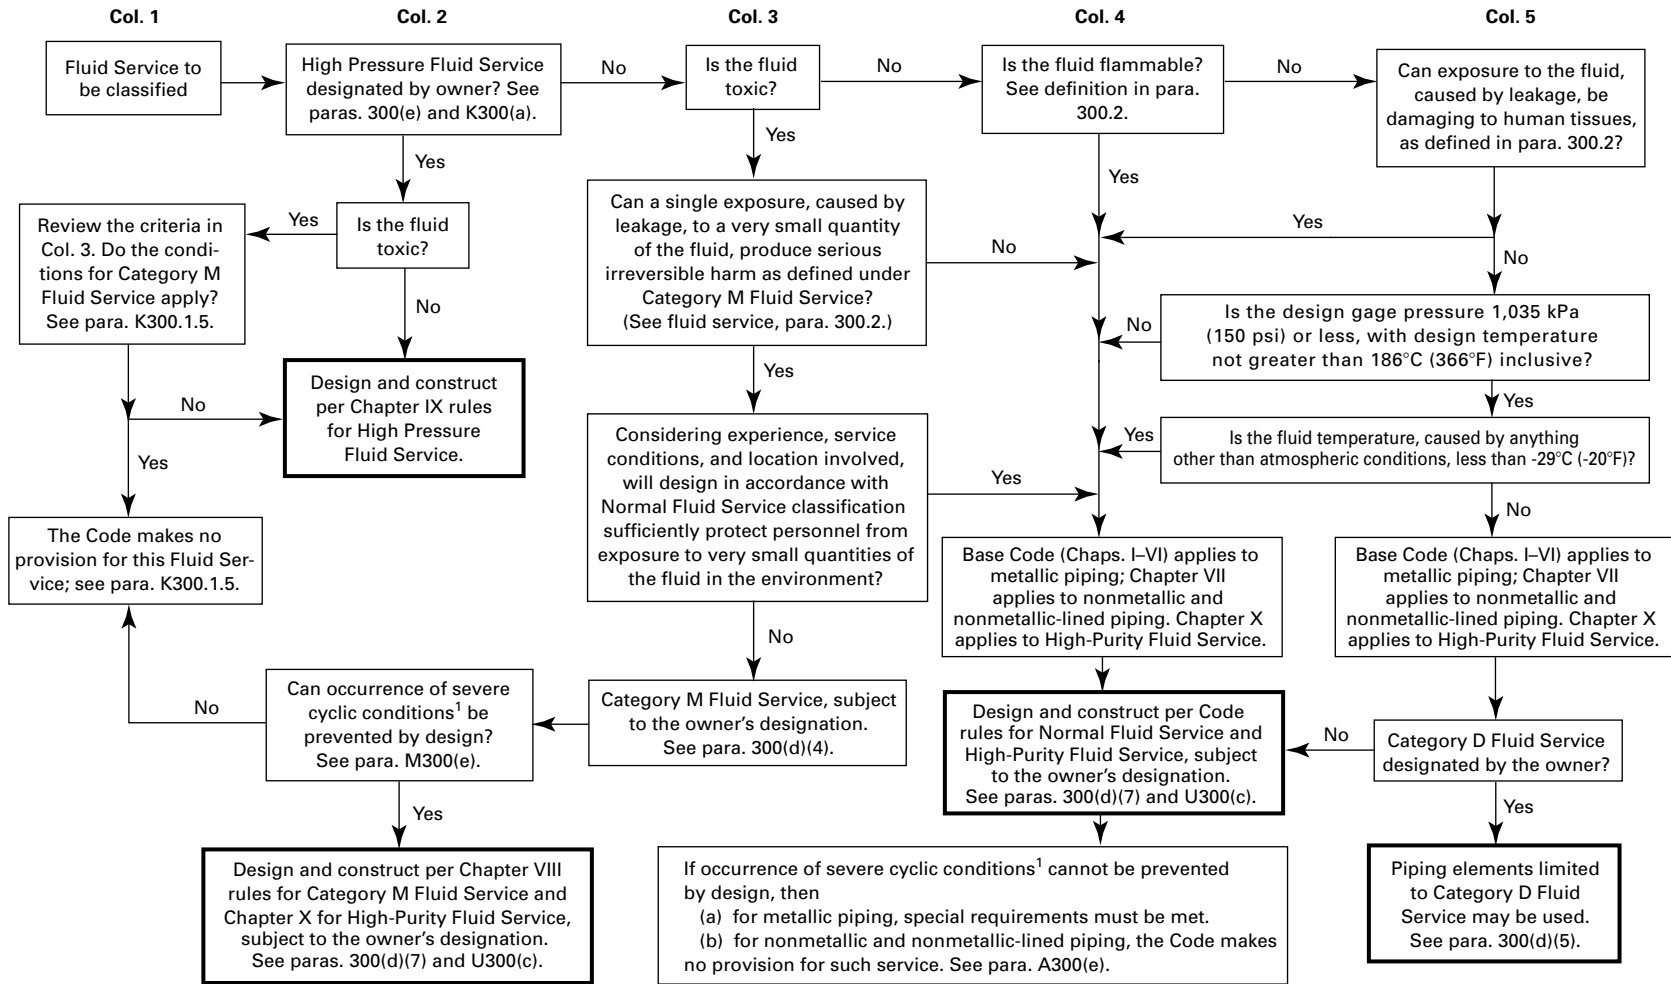 Col. 1
Col. 2
Col. 3
Col. 4
Col. 5
Fluid Service to
be classified
High Pressure Fluid Service
designated by owner? See
paras. 300(e) and K300(a).
No
Is the fluid
toxic?
No
Is the fluid flammable?
See definition in para.
300.2.
No
Can exposure to the fluid,
caused by leakage, be
damaging to human tissues,
as defined in para. 300.2?
Yes
Yes
Yes
Review the criteria in
Col. 3. Do the condi-
tions for Category M
Fluid Service apply?
See para. K300.1.5.
Yes
Is the fluid
toxic?
Can a single exposure, caused by
leakage, to a very small quantity
of the fluid, produce serious
irreversible harm as defined under
Category M Fluid Service?
(See fluid service, para. 300.2.)
No
Yes
No
No
Is the design gage pressure 1,035 kPa
(150 psi) or less, with design temperature
not greater than 186°C (366°F) inclusive?
No
Yes
Yes
No
Design and construct
per Chapter IX rules
for High Pressure
Fluid Service.
Yes
Considering experience, service
conditions, and location involved,
will design in accordance with
Normal Fluid Service classification
sufficiently protect personnel from
exposure to very small quantities of
the fluid in the environment?
Yes
Yes
Is the fluid temperature, caused by anything
other than atmospheric conditions, less than -29°C (-20°F)?
No
The Code makes no
provision for this Fluid Ser-
vice; see para. K300.1.5.
Base Code (Chaps. I–VI) applies to
metallic piping; Chapter VII
applies to nonmetallic and
nonmetallic-lined piping. Chapter X
applies to High-Purity Fluid Service.
Base Code (Chaps. I–VI) applies to
metallic piping; Chapter VII
applies to nonmetallic and
nonmetallic-lined piping. Chapter X
applies to High-Purity Fluid Service.
No
No
Can occurrence of severe
cyclic conditions1 be
prevented by design?
See para. M300(e).
Category M Fluid Service, subject
to the owner's designation.
See para. 300(d)(4).
Design and construct per Code
rules for Normal Fluid Service and
High-Purity Fluid Service, subject
to the owner's designation.
See paras. 300(d)(7) and U300(c).
No
Category D Fluid Service
designated by the owner?
Yes
Yes
Design and construct per Chapter VIII
rules for Category M Fluid Service and
Chapter X for High-Purity Fluid Service,
subject to the owner's designation.
See paras. 300(d)(7) and U300(c).
If occurrence of severe cyclic conditions1 cannot be prevented
by design, then
(a) for metallic piping, special requirements must be met.
(b) for nonmetallic and nonmetallic-lined piping, the Code makes
no provision for such service. See para. A300(e).
Piping elements limited
to Category D Fluid
Service may be used.
See para. 300(d)(5).